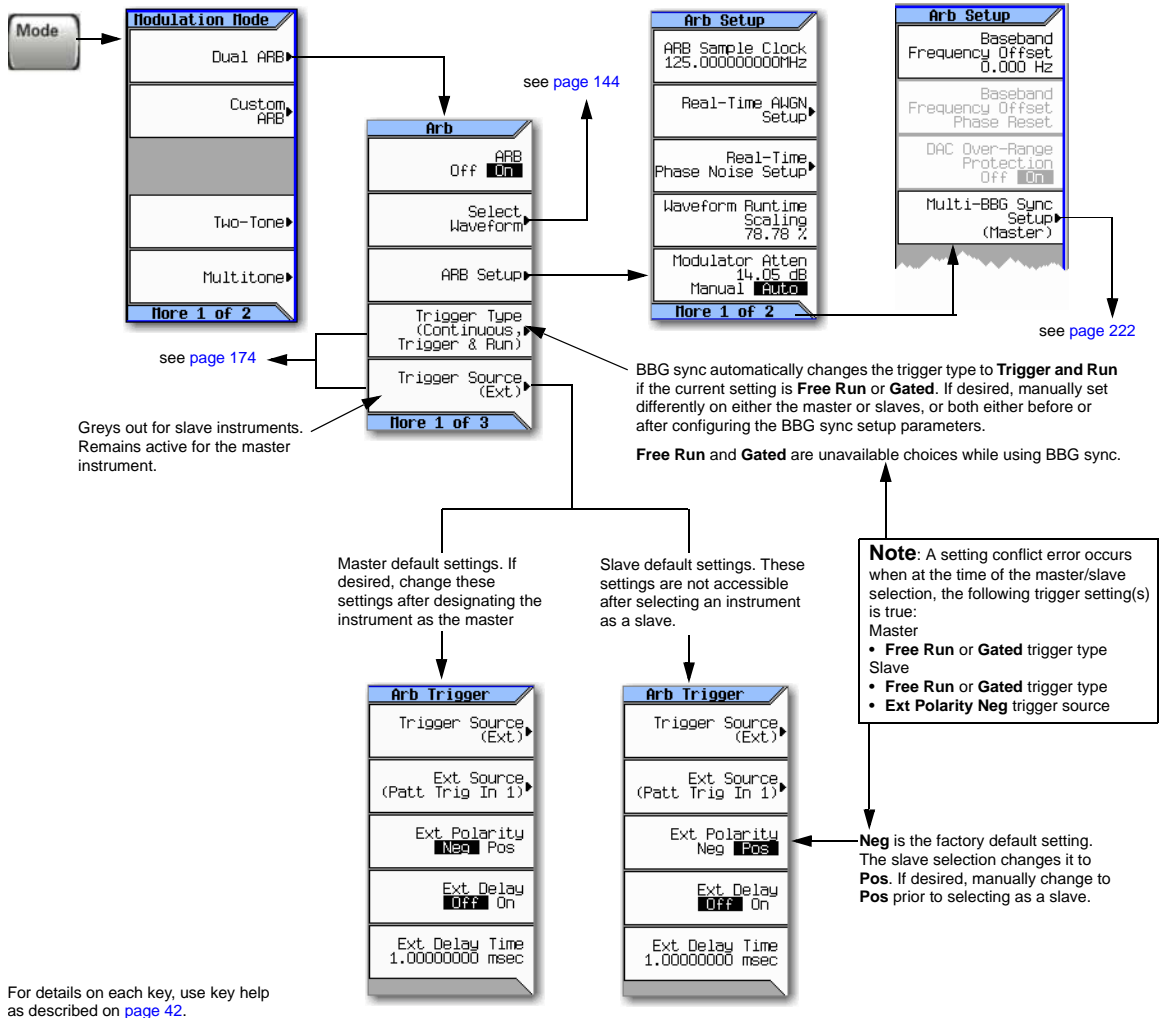 Mode
Modulation Mode
Dual ARB
Custom
ARB
Two-Tone
Multitone
More 1 of 2
Arb
ARB
Off On
Select
Waveform
ARB Setup
Trigger Type
(Continuous,
Trigger & Run)
Trigger Source
(Ext)
More 1 of 3
see page 144
Arb Setup
ARB Sample Clock
125.000000000MHz
Real-Time AWGN
Setup
Real-Time
Phase Noise Setup
Waveform Runtime
Scaling
78.78 %
Modulator Atten
14.05 dB
Manual Auto
More 1 of 2
Arb Setup
Baseband
Frequency Offset
0.000 Hz
Baseband
Frequency Offset
Phase Reset
DAC Over-Range
Protection
Off On
Multi-BBG Sync
Setup
(Master)
see page 222
see page 174
Greys out for slave instruments.
Remains active for the master
instrument.
BBG sync automatically changes the trigger type to Trigger and Run
if the current setting is Free Run or Gated. If desired, manually set
differently on either the master or slaves, or both either before or
after configuring the BBG sync setup parameters.
Free Run and Gated are unavailable choices while using BBG sync.
Master default settings. If
desired, change these
settings after designating the
instrument as the master
Slave default settings. These
settings are not accessible
after selecting an instrument
as a slave.
Note: A setting conflict error occurs
when at the time of the master/slave
selection, the following trigger setting(s)
is true:
Master
• Free Run or Gated trigger type
Slave
• Free Run or Gated trigger type
• Ext Polarity Neg trigger source
Arb Trigger
Trigger Source
(Ext)
Ext Source
(Patt Trig In 1)
Ext Polarity
Neg Pos
Ext Delay
Off On
Ext Delay Time
1.00000000 msec
Arb Trigger
Trigger Source
(Ext)
Ext Source
(Patt Trig In 1)
Ext Polarity
Neg Pos
Ext Delay
Off On
Ext Delay Time
1.00000000 msec
Neg is the factory default setting.
The slave selection changes it to
Pos. If desired, manually change to
Pos prior to selecting as a slave.
For details on each key, use key help
as described on page 42.